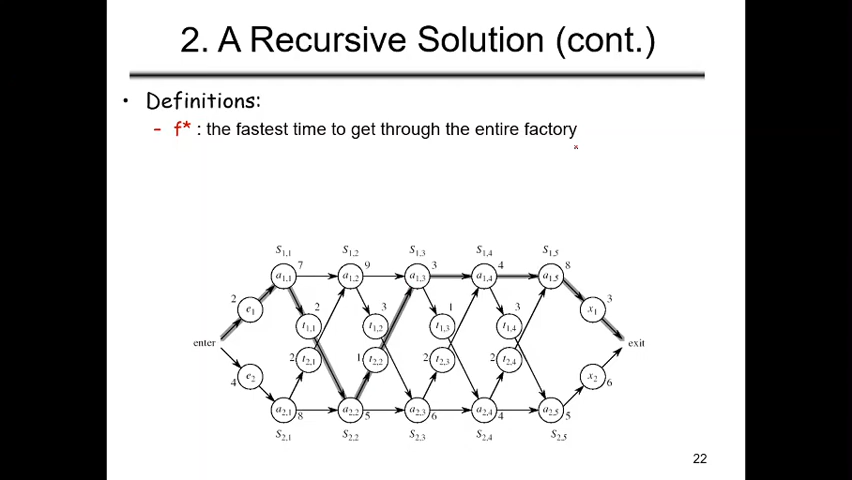 2. A Recursive Solution (cont.)
• Definitions:
– f* : the fastest time to get through the entire factory
S1,1 S1,2 S1,3 S1,4 S1,5
7 9 3 4 8
a1,1 a1,2 a1,3 a1,4 a1,5
2 e1 2 3 1 3 x1 3
t1,1 t1,2 t1,3 t1,4
enter exit
2 t2,1 1 t2,2 2 t2,3 2 t2,4
4 e2 x2 6
a2,1 8 a2,2 5 a2,3 6 a2,4 4 a2,5 5
S2,1 S2,2 S2,3 S2,4 S2,5
22